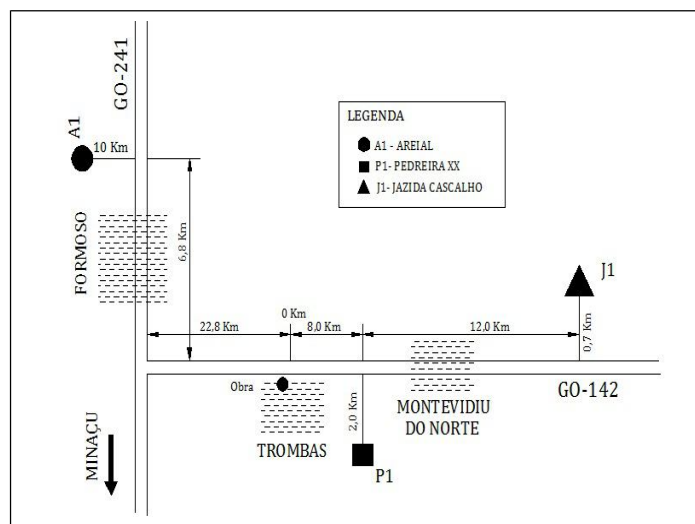 GO-241
A1
10 Km
LEGENDA
A1 - AREIAL
P1- PEDREIRA XX
J1- JAZIDA CASCALHO
FORMOSO
6,8 Km
J1
0 Km
22,8 Km
8,0 Km
12,0 Km
0,7 Km
Obra
GO-142
MONTEVIDIU
DO NORTE
TROMBAS
2,0 Km
P1
MINAÇU